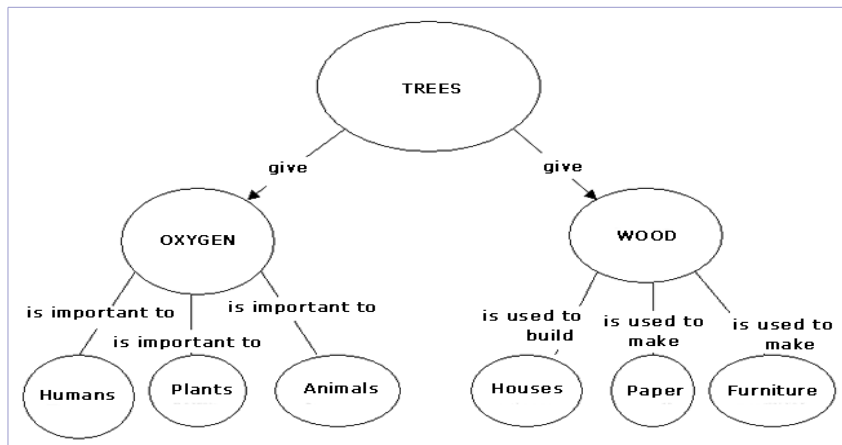 TREES
give
give
OXYGEN
WOOD
is important to
is important to
is important to
is used to
build
is used to
make
is used to
make
Humans
Plants
Animals
Houses
Paper
Furniture